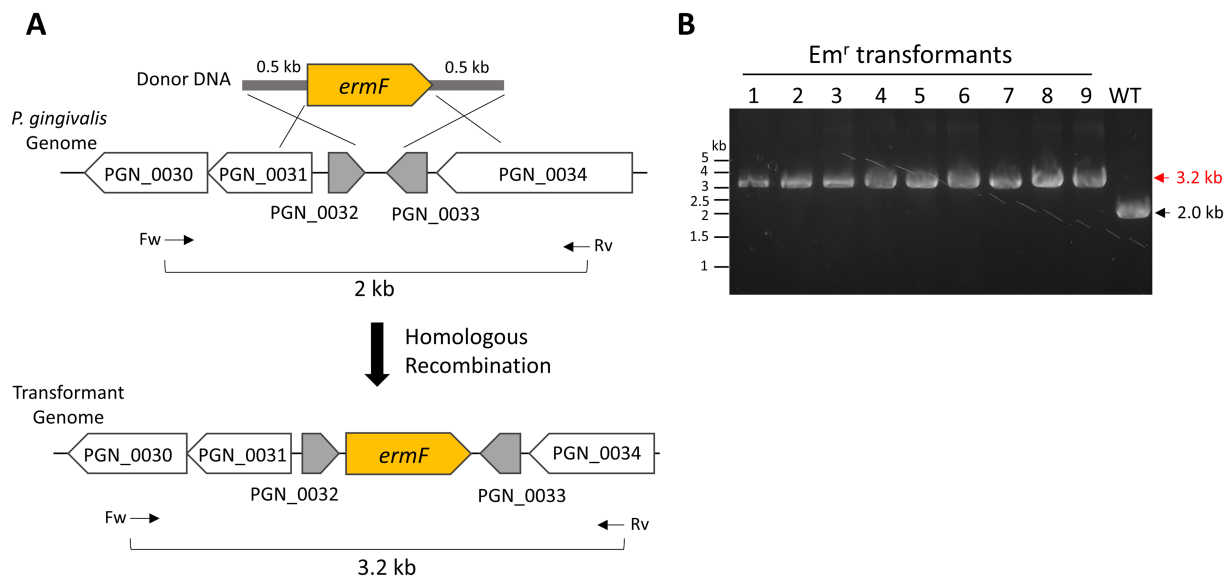 A
0.5 kb
0.5 kb
Donor DNA
ermF
P. gingivalis
Genome
PGN_0030
PGN_0031
PGN_0034
PGN_0032
PGN_0033
Fw
Rv
2 kb
Homologous
Recombination
Transformant
Genome
PGN_0030
PGN_0031
ermF
PGN_0034
PGN_0032
PGN_0033
Fw
Rv
3.2 kb
B
Emʳ transformants
1 2 3 4 5 6 7 8 9 WT
kb
5
4
3
2.5
2
1.5
1
3.2 kb
2.0 kb